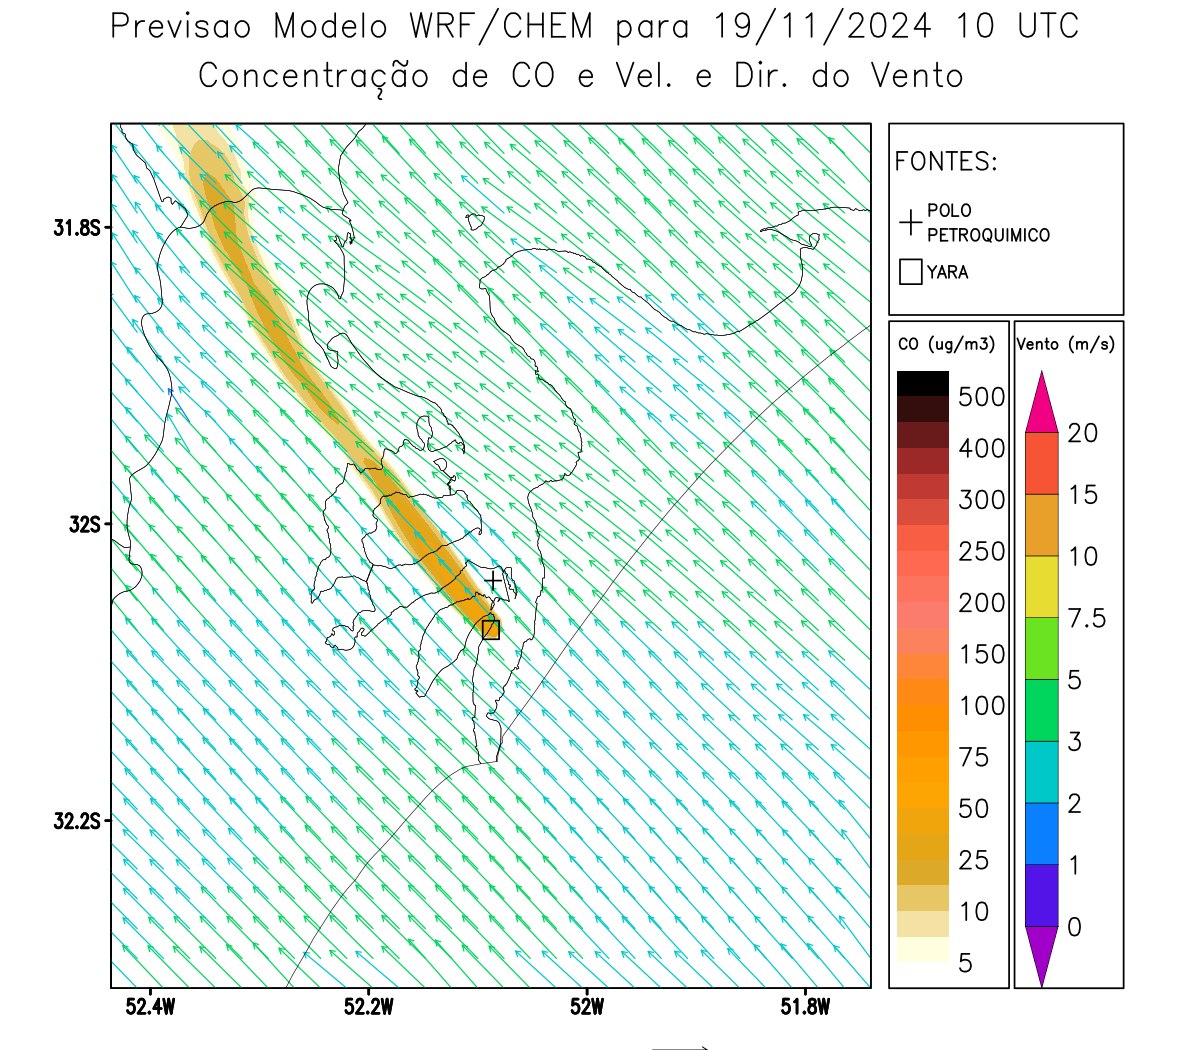 Previsao Modelo WRF/CHEM para 19/11/2024 10 UTC
Concentração de CO e Vel. e Dir. do Vento
FONTES:
POLO
PETROQUIMICO
YARA
CO (ug/m3)
500
400
300
250
200
150
100
75
50
25
10
5
Vento (m/s)
20
15
10
7.5
5
3
2
1
0
31.8S
32S
32.2S
52.4W
52.2W
52W
51.8W